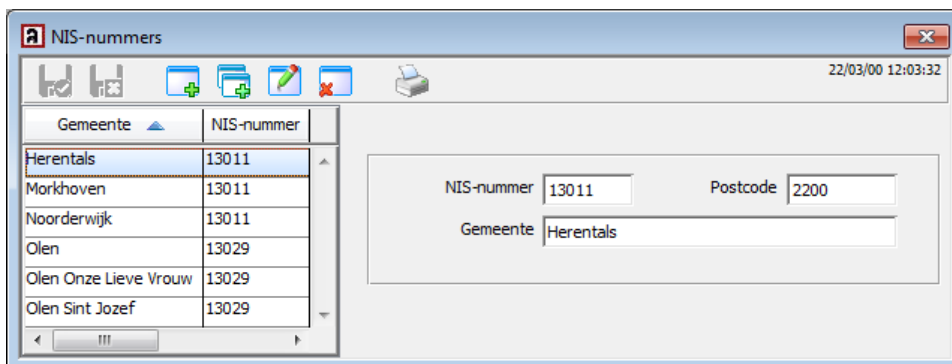 a NIS-nummers
22/03/00 12:03:32
Gemeente NIS-nummer
Herentals 13011
Morkhoven 13011
Noorderwijk 13011
Olen 13029
Olen Onze Lieve Vrouw 13029
Olen Sint Jozef 13029
NIS-nummer 13011 Postcode 2200
Gemeente Herentals